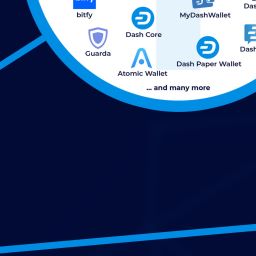 bitfy
Dash Core
MyDashWallet
Guarda
Atomic Wallet
Dash Paper Wallet
... and many more